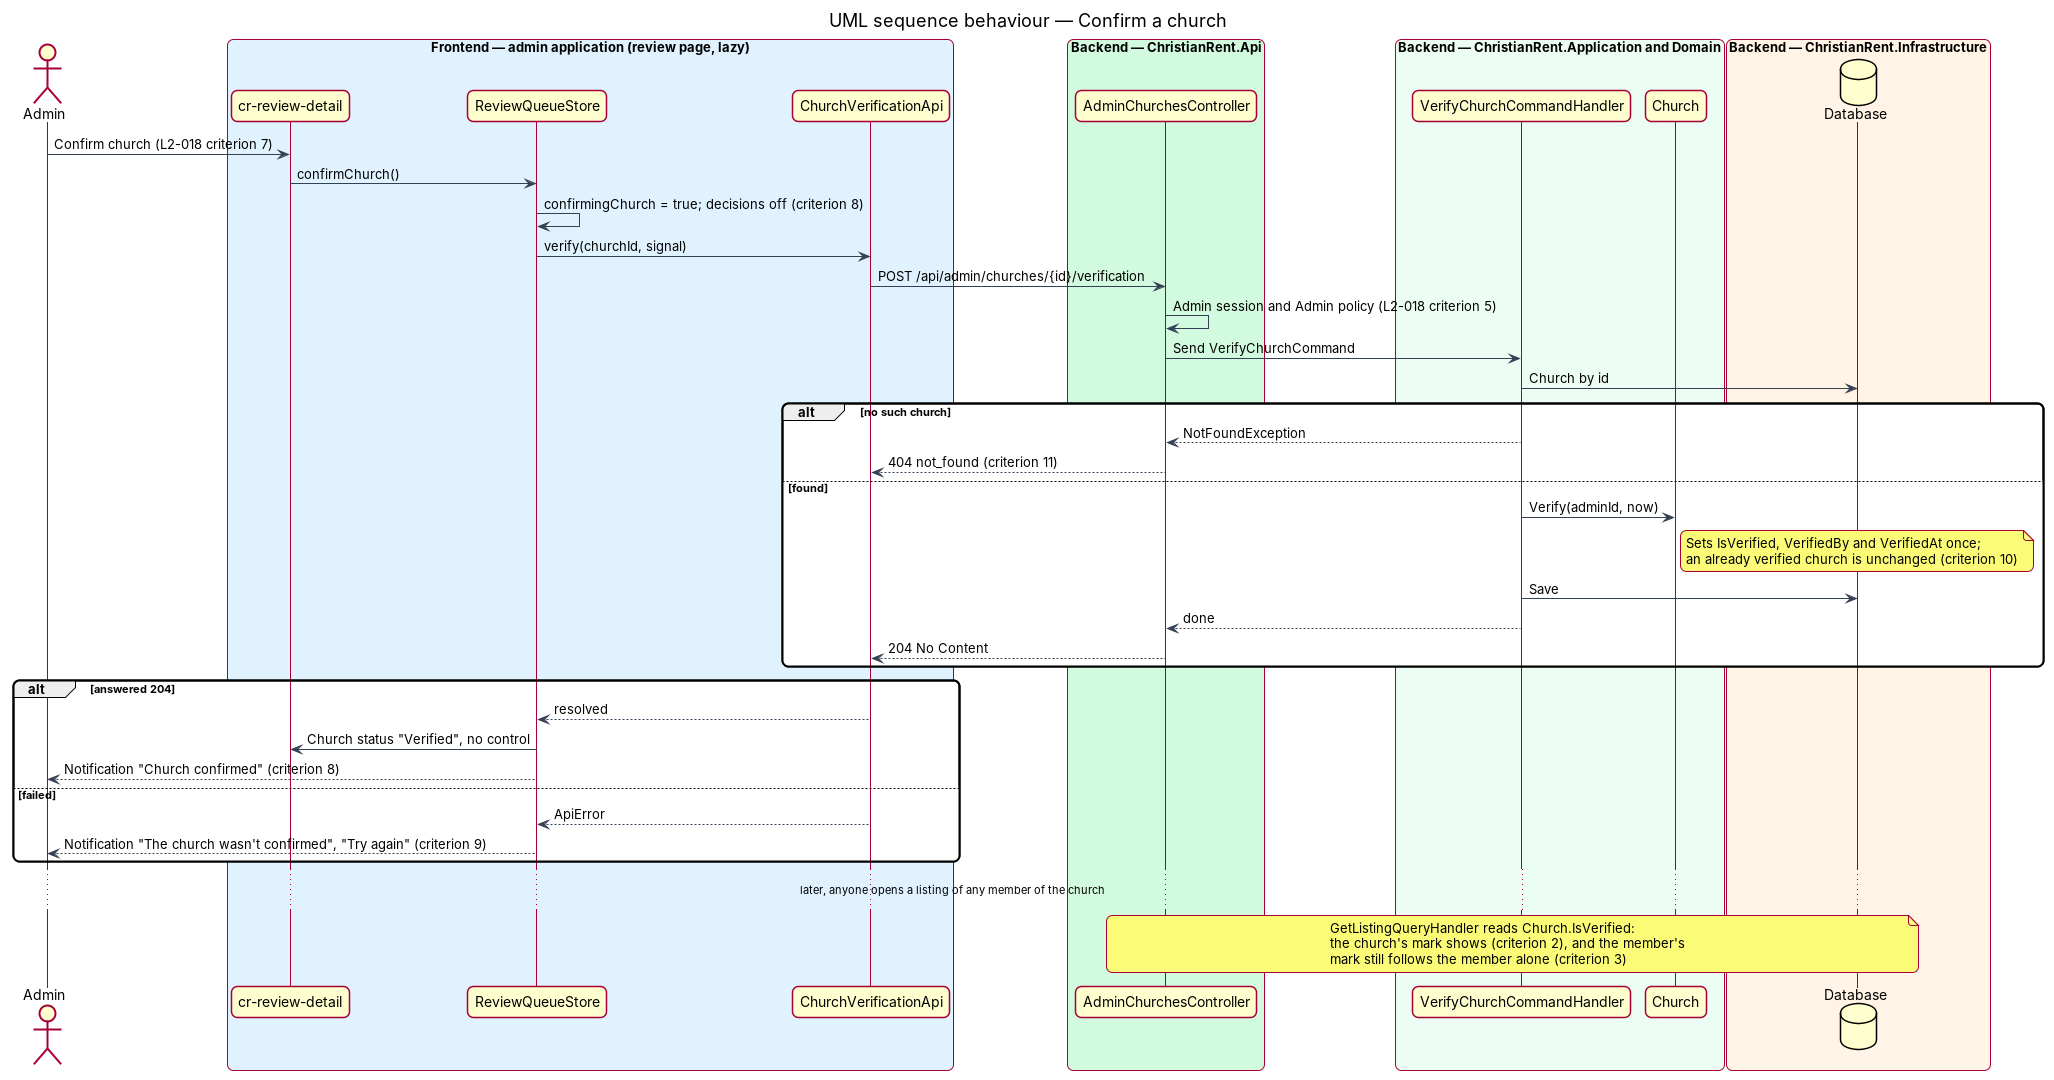 UML sequence behaviour — Confirm a church
Frontend — admin application (review page, lazy)
Backend — ChristianRent.Api
Backend — ChristianRent.Application and Domain
Backend — ChristianRent.Infrastructure
Admin
cr-review-detail
ReviewQueueStore
ChurchVerificationApi
AdminChurchesController
VerifyChurchCommandHandler
Church
Database
Confirm church (L2-018 criterion 7)
confirmChurch()
confirmingChurch = true; decisions off (criterion 8)
verify(churchId, signal)
POST /api/admin/churches/{id}/verification
Admin session and Admin policy (L2-018 criterion 5)
Send VerifyChurchCommand
Church by id
alt [no such church]
NotFoundException
404 not_found (criterion 11)
[found]
Verify(adminId, now)
Sets IsVerified, VerifiedBy and VerifiedAt once;
an already verified church is unchanged (criterion 10)
Save
done
204 No Content
alt [answered 204]
resolved
Church status "Verified", no control
Notification "Church confirmed" (criterion 8)
[failed]
ApiError
Notification "The church wasn't confirmed", "Try again" (criterion 9)
later, anyone opens a listing of any member of the church
GetListingQueryHandler reads Church.IsVerified:
the church's mark shows (criterion 2), and the member's
mark still follows the member alone (criterion 3)
Admin
cr-review-detail
ReviewQueueStore
ChurchVerificationApi
AdminChurchesController
VerifyChurchCommandHandler
Church
Database